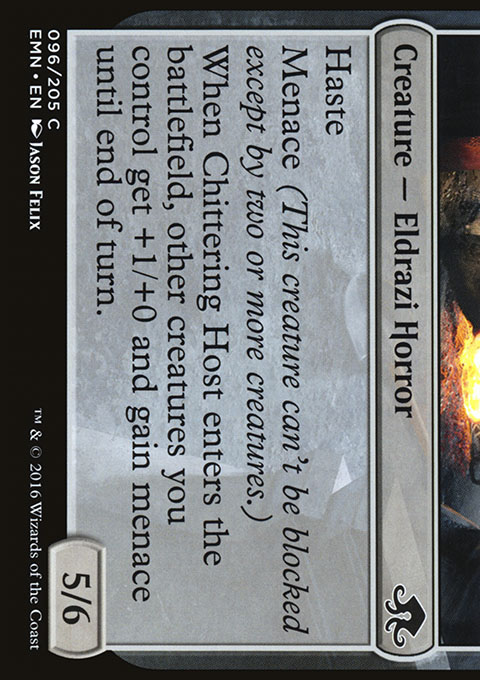 Creature — Eldrazi Horror
Haste
Menace (This creature can't be blocked
except by two or more creatures.)
When Chittering Host enters the
battlefield, other creatures you
control get +1/+0 and gain menace
until end of turn.
5/6
096/205 C
EMN • EN JASON FELIX
™ & © 2016 Wizards of the Coast